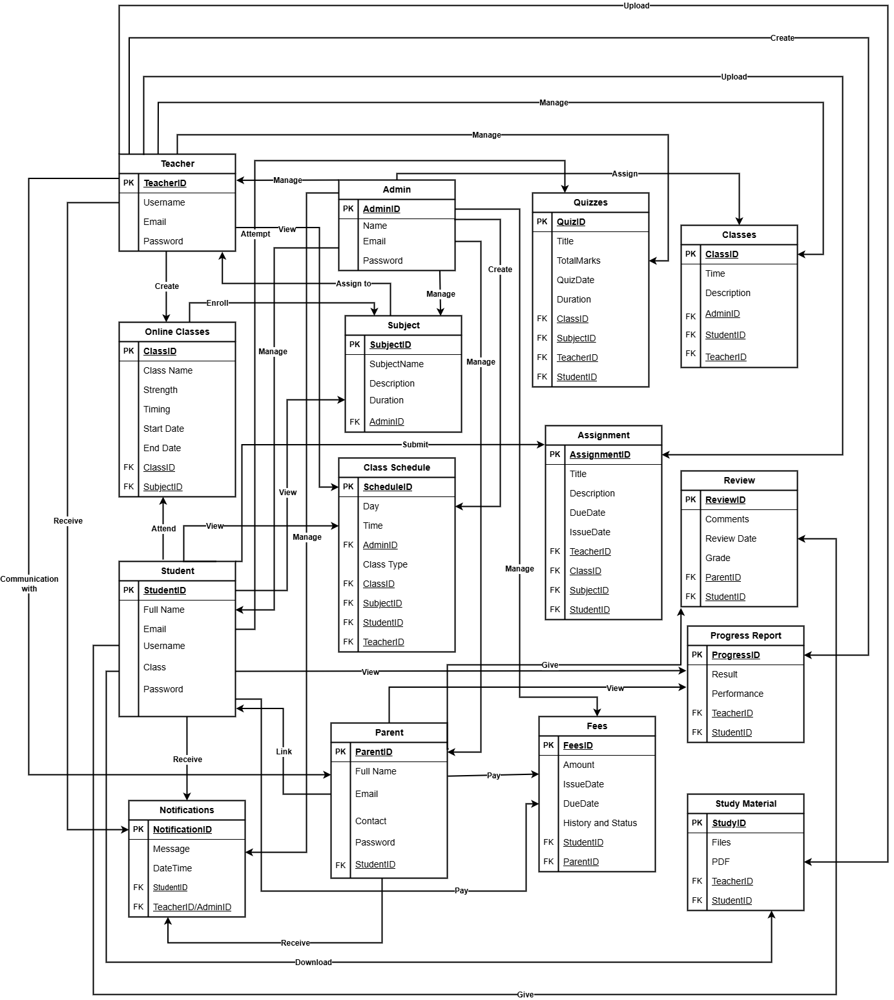 Upload
Create
Upload
Manage
Manage
Teacher
PK TeacherID
Username
Email
Password
Manage
Assign
Admin
PK AdminID
Name
Email
Password
Quizzes
PK QuizID
Title
TotalMarks
QuizDate
Duration
FK ClassID
FK SubjectID
FK TeacherID
FK StudentID
Classes
PK ClassID
Time
Description
FK AdminID
FK StudentID
FK TeacherID
View
Attempt
Create
Create
Assign to
Manage
Enroll
Manage
Manage
Online Classes
PK ClassID
Class Name
Strength
Timing
Start Date
End Date
FK ClassID
FK SubjectID
Subject
PK SubjectID
SubjectName
Description
Duration
FK AdminID
Submit
Assignment
PK AssignmentID
Title
Description
DueDate
IssueDate
FK TeacherID
FK ClassID
FK SubjectID
FK StudentID
Class Schedule
PK ScheduleID
Day
Time
FK AdminID
Class Type
FK ClassID
FK SubjectID
FK StudentID
FK TeacherID
Review
PK ReviewID
Comments
Review Date
Grade
FK ParentID
FK StudentID
View
Receive
Attend
View
Manage
Manage
Communication
with
Student
PK StudentID
Full Name
Email
Username
Class
Password
Progress Report
PK ProgressID
Result
Performance
FK TeacherID
FK StudentID
Give
View
View
Parent
PK ParentID
Full Name
Email
Contact
Password
FK StudentID
Fees
PK FeesID
Amount
IssueDate
DueDate
History and Status
FK StudentID
FK ParentID
Link
Receive
Pay
Notifications
PK NotificationID
Message
DateTime
FK StudentID
FK TeacherID/AdminID
Study Material
PK StudyID
Files
PDF
FK TeacherID
FK StudentID
Pay
Receive
Download
Give